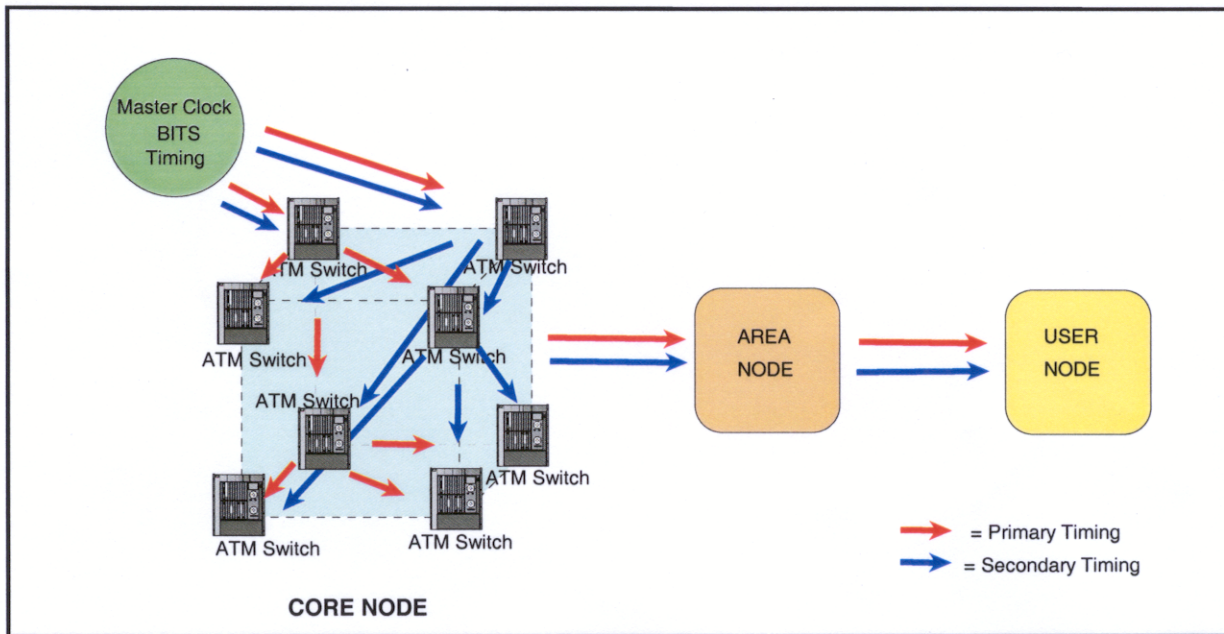 Master Clock
BITS
Timing
ATM Switch
ATM Switch
ATM Switch
ATM Switch
ATM Switch
ATM Switch
ATM Switch
ATM Switch
AREA
NODE
USER
NODE
= Primary Timing
= Secondary Timing
CORE NODE